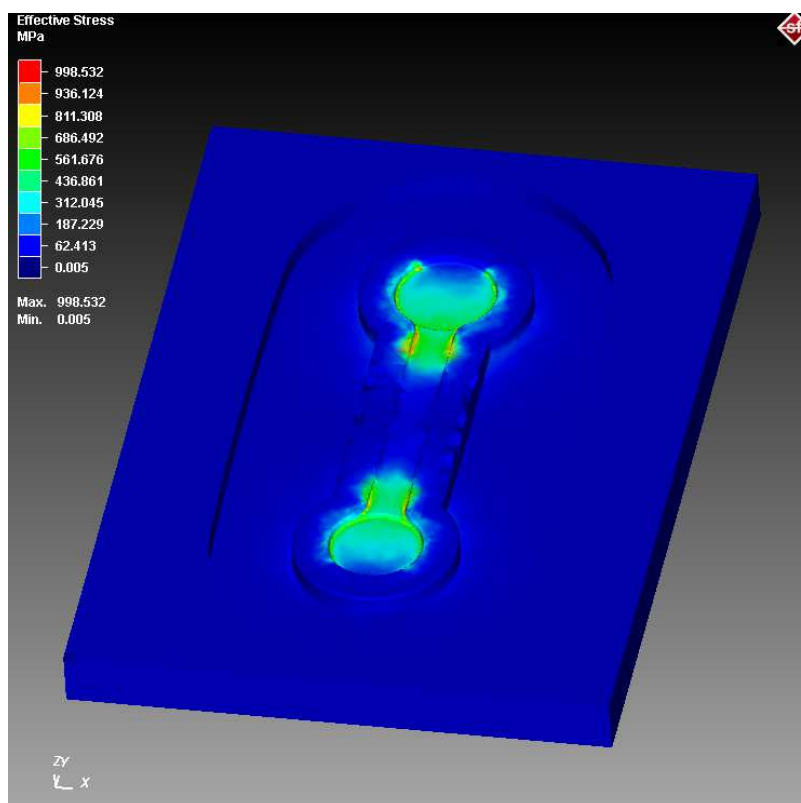 Effective Stress
MPa
998.532
936.124
811.308
686.492
561.676
436.861
312.045
187.229
62.413
0.005
Max. 998.532
Min. 0.005
ZY
X